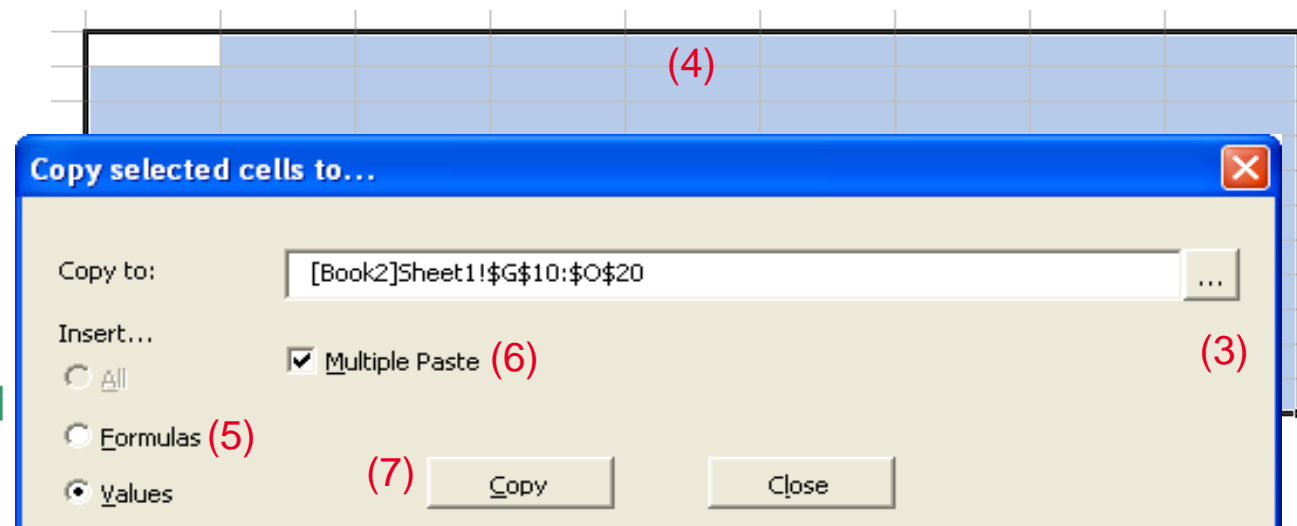 (4)
Copy selected cells to...
Copy to: [Book2]Sheet1!$G$10:$O$20 ...
Insert...
Multiple Paste (6) (3)
All
Formulas (5)
Values (7) Copy Close